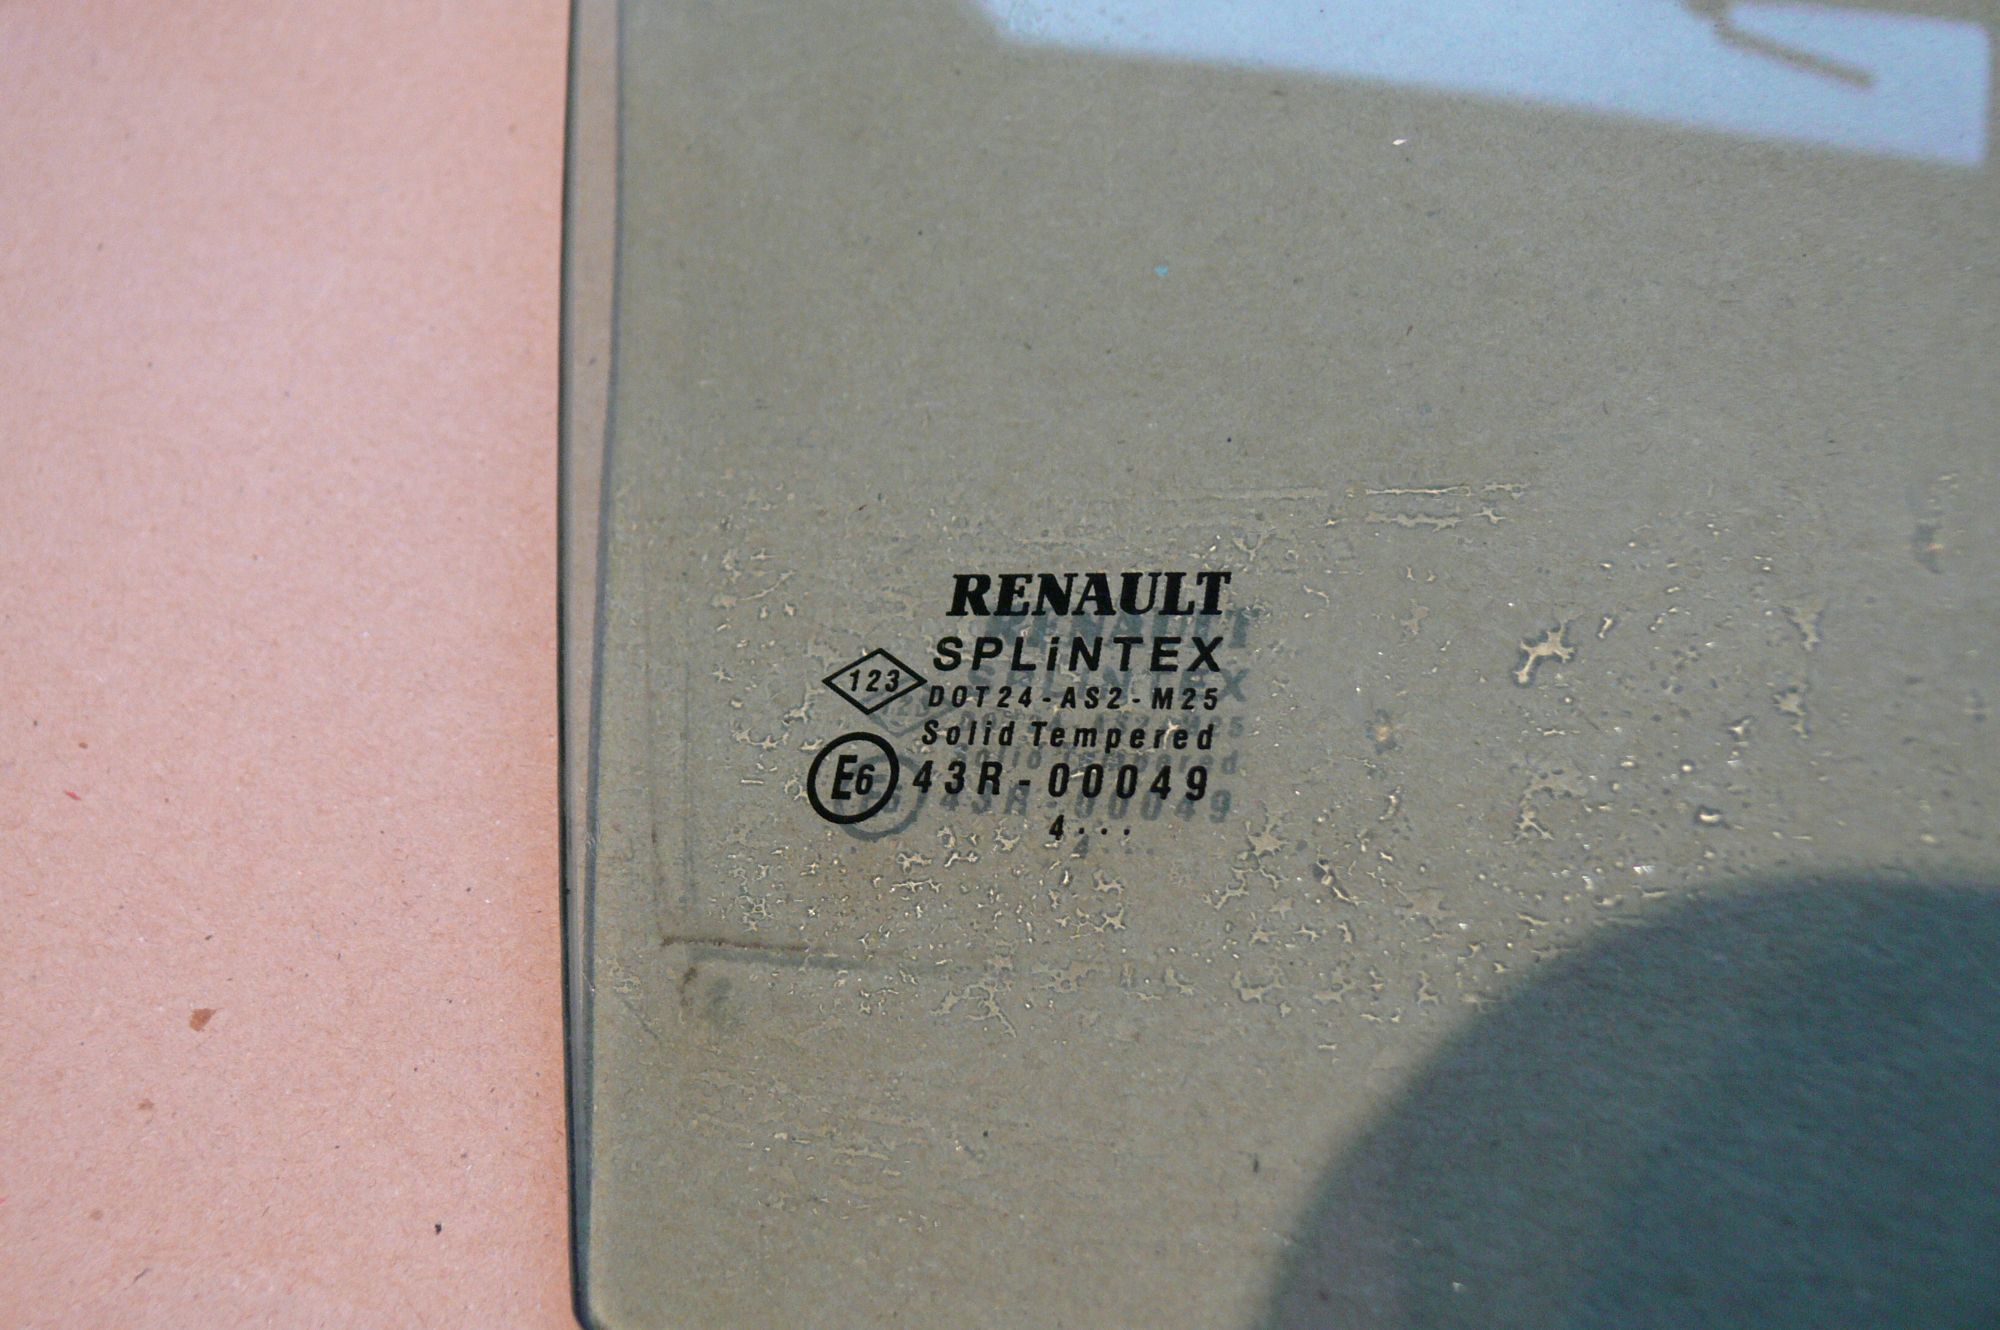 RENAULT
SPLiNTEX
123
DOT24-AS2-M25
Solid Tempered
E6 43R-00049
4...